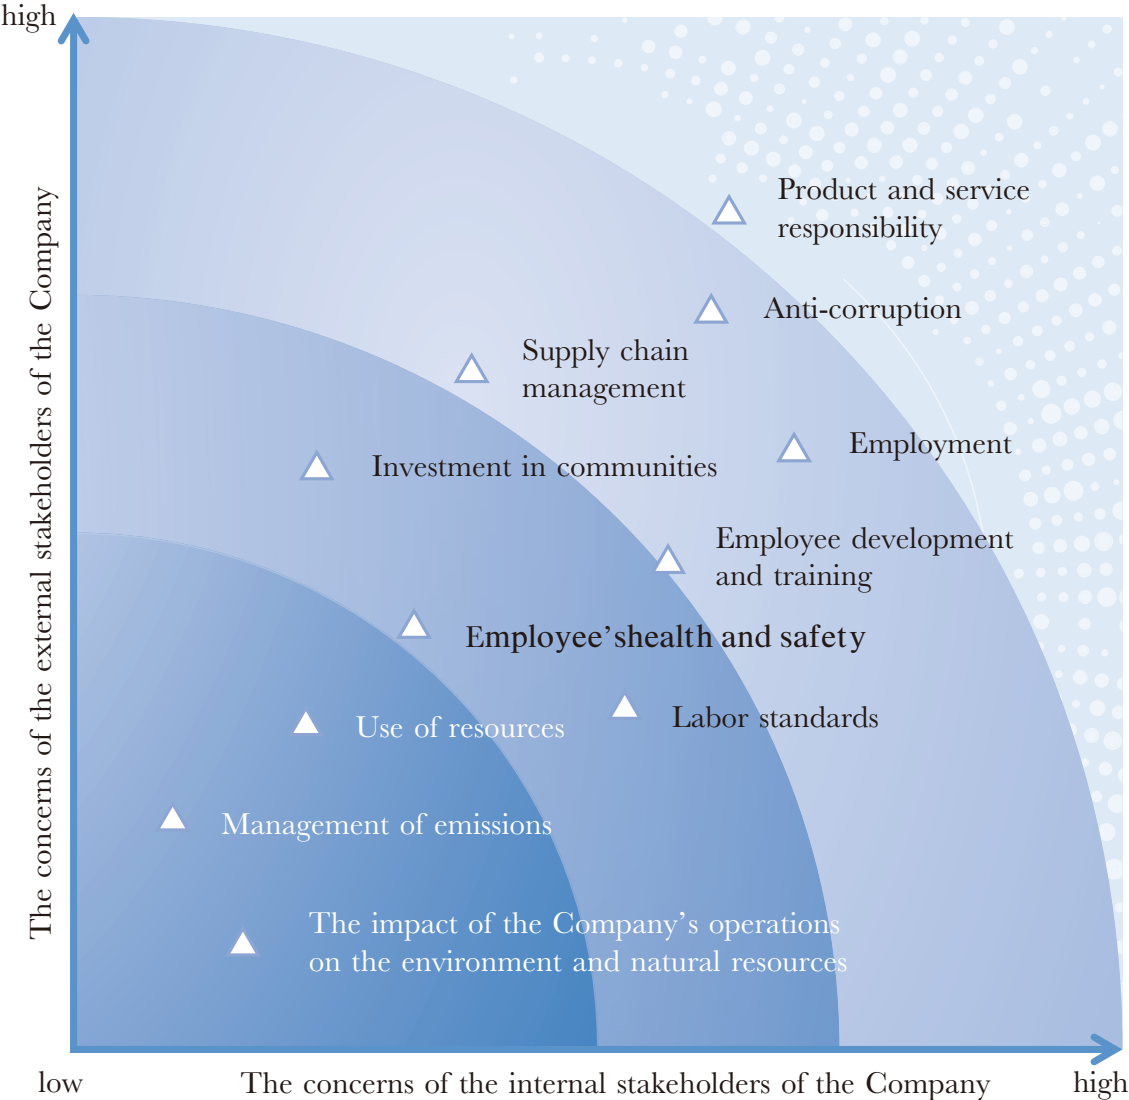 high
The concerns of the external stakeholders of the Company
Product and service
responsibility
Anti-corruption
Supply chain
management
Employment
Investment in communities
Employee development
and training
Employee’shealth and safety
Labor standards
Use of resources
Management of emissions
The impact of the Company’s operations
on the environment and natural resources
low
The concerns of the internal stakeholders of the Company
high